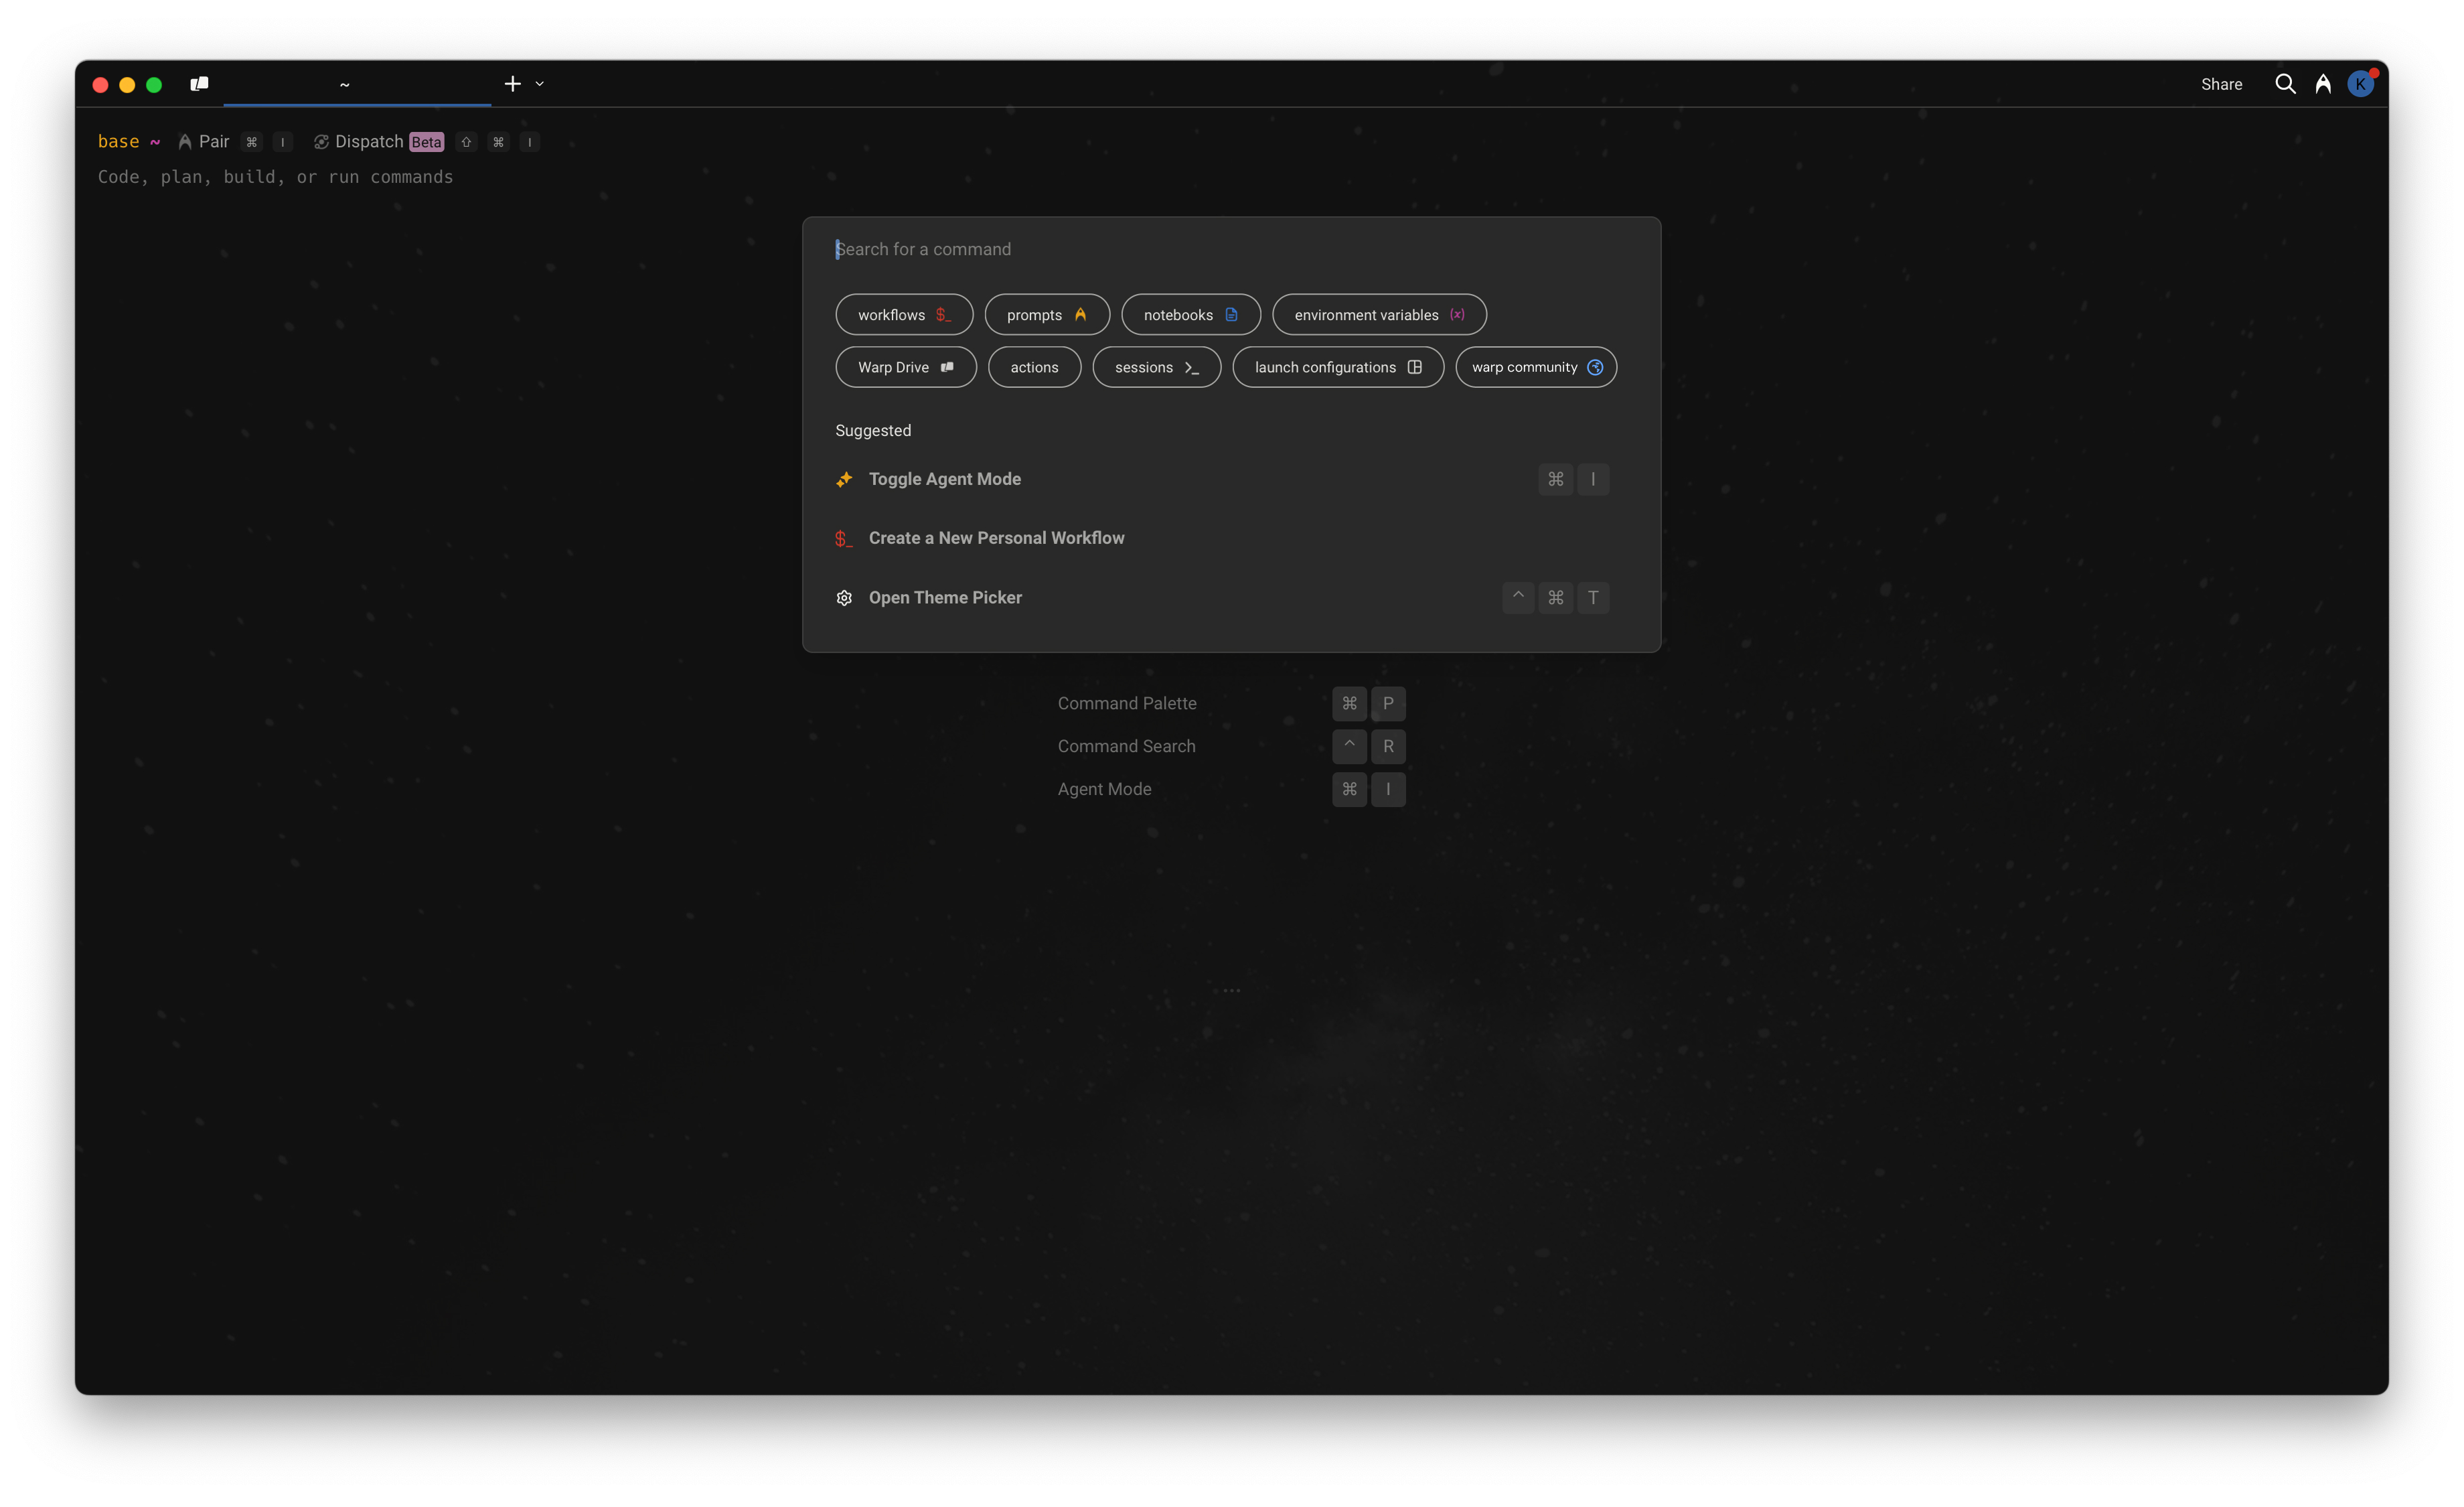 ~ Share K
base ~ Pair ⌘ I Dispatch Beta ⇧ ⌘ I
Code, plan, build, or run commands
Search for a command
workflows $_ prompts notebooks environment variables (x)
Warp Drive actions sessions >_ launch configurations warp community
Suggested
Toggle Agent Mode ⌘ I
$_ Create a New Personal Workflow
Open Theme Picker ^ ⌘ T
Command Palette ⌘ P
Command Search ^ R
Agent Mode ⌘ I